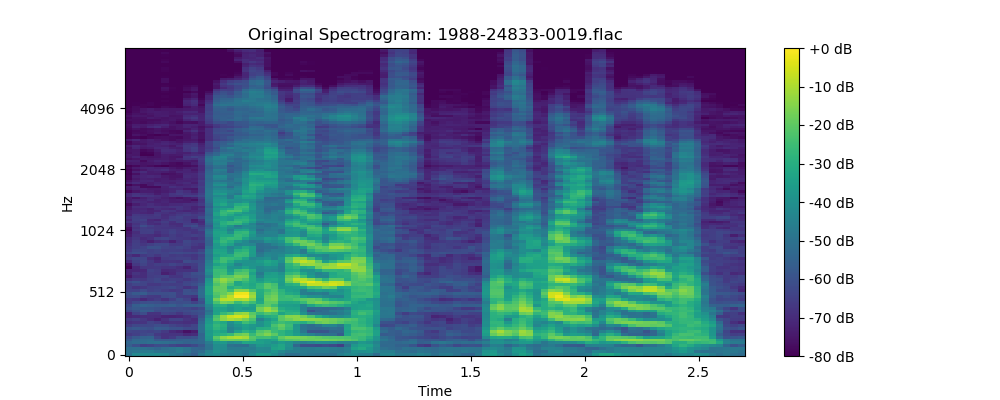 Original Spectrogram: 1988-24833-0019.flac
Hz
4096
2048
1024
512
0
0
0.5
1
1.5
2
2.5
Time
+0 dB
-10 dB
-20 dB
-30 dB
-40 dB
-50 dB
-60 dB
-70 dB
-80 dB